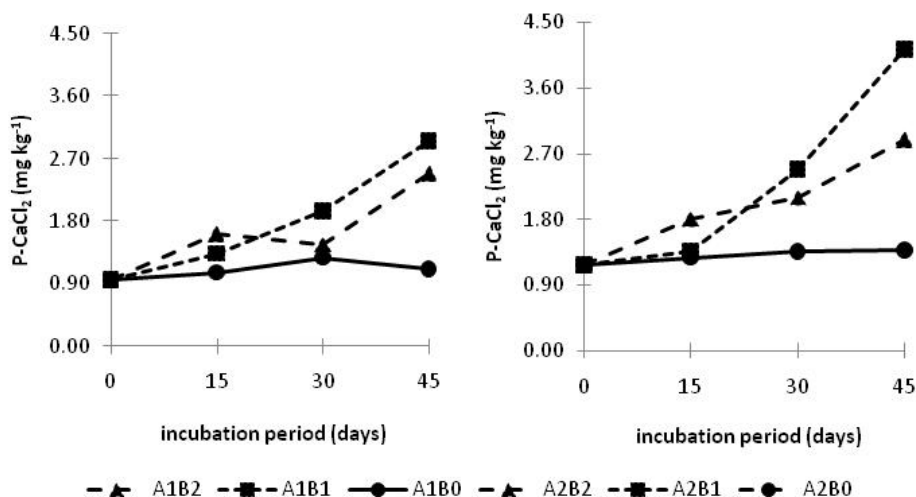 4.50
3.60
2.70
1.80
0.90
0.00
P-CaCl₂ (mg kg⁻¹)
0 15 30 45
incubation period (days)
4.50
3.60
2.70
1.80
0.90
0.00
P-CaCl₂ (mg kg⁻¹)
0 15 30 45
incubation period (days)
A1B2 A1B1 A1B0 A2B2 A2B1 A2B0